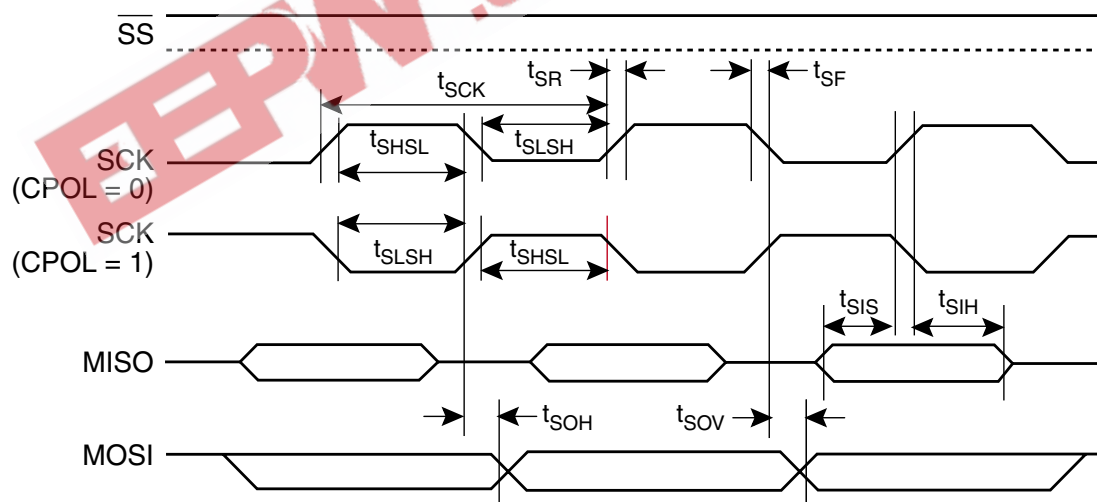 EEPW
SS
tSR
tSF
tSCK
tSHSL
tSLSH
SCK
(CPOL = 0)
SCK
(CPOL = 1)
tSLSH
tSHSL
tSIS
tSIH
MISO
tSOH
tSOV
MOSI